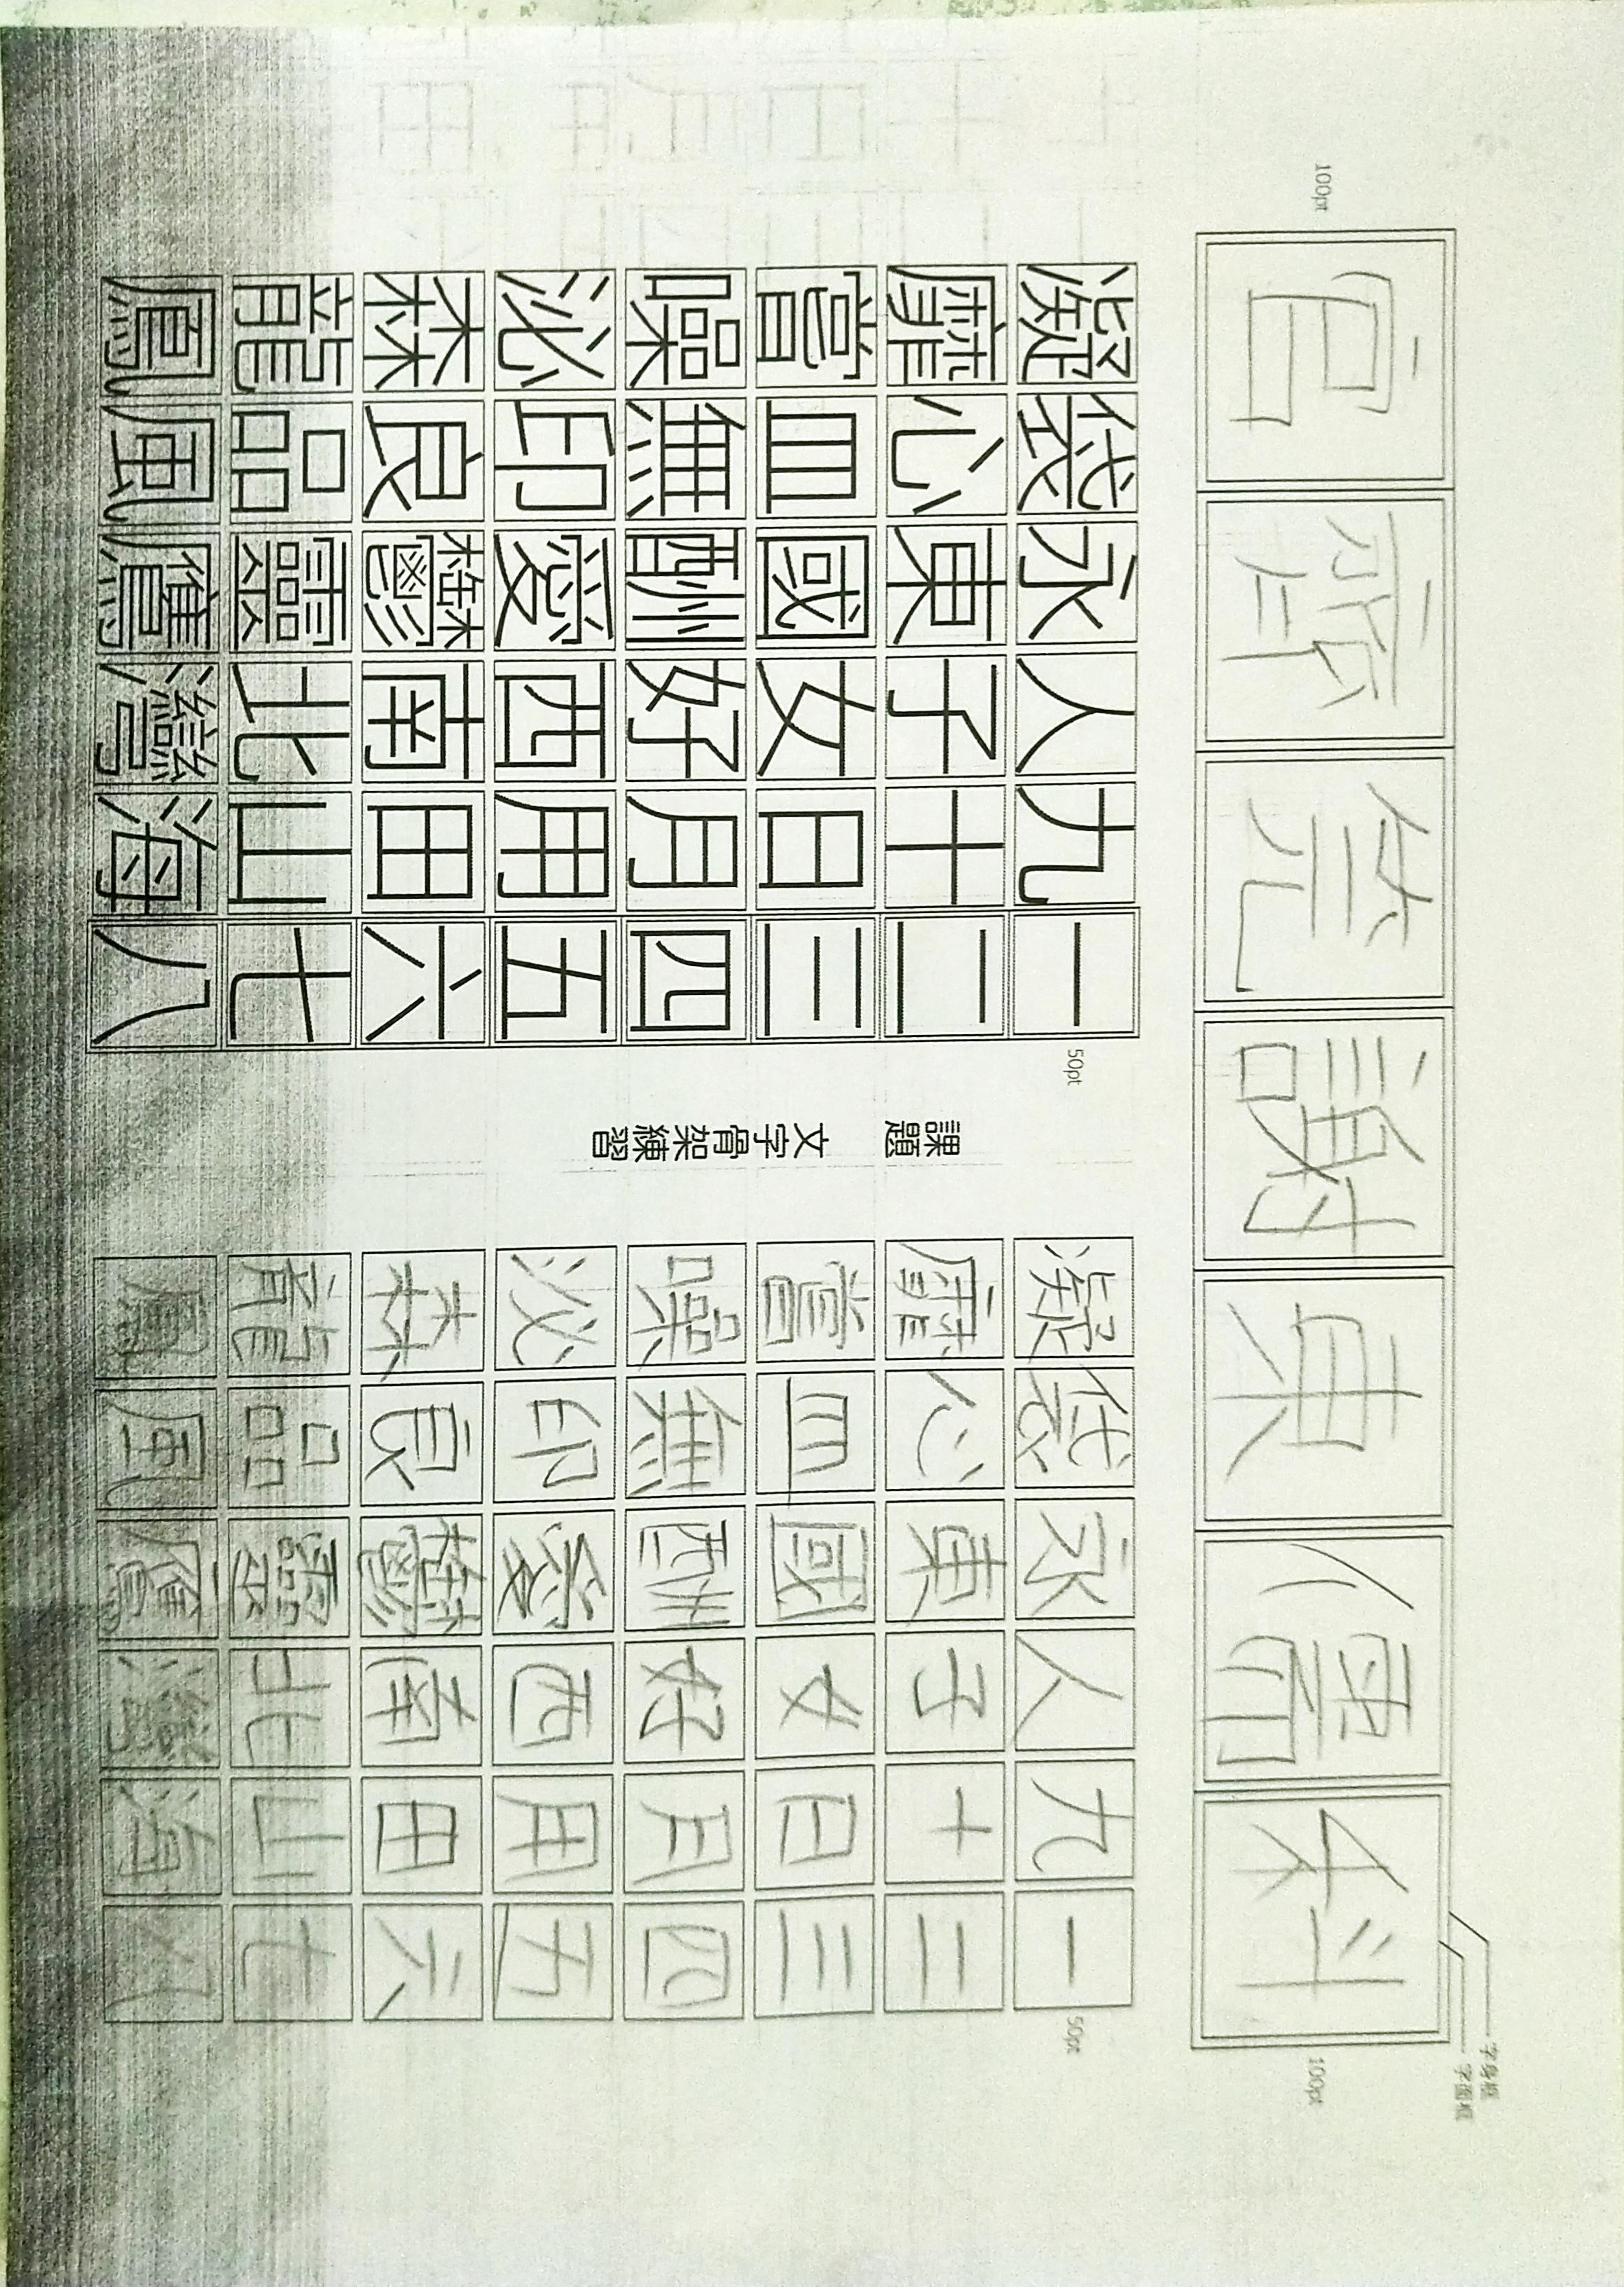 字身框
字面框
100pt
科儒東謝笎齊官
100pt
50pt
一二三四五六七八
九十日月用田山海
人子女好西南北灣
永東國酬愛鬱靈鷹
袋心皿無印良品風
凝靡嘗噪泌森龍鳳
課題 文字骨架練習
50pt
一二三四五六七八
九十日月用田山海
人子女好西南北灣
永東國酬愛鬱靈鷹
袋心皿無印良品風
凝靡嘗噪泌森龍鳳